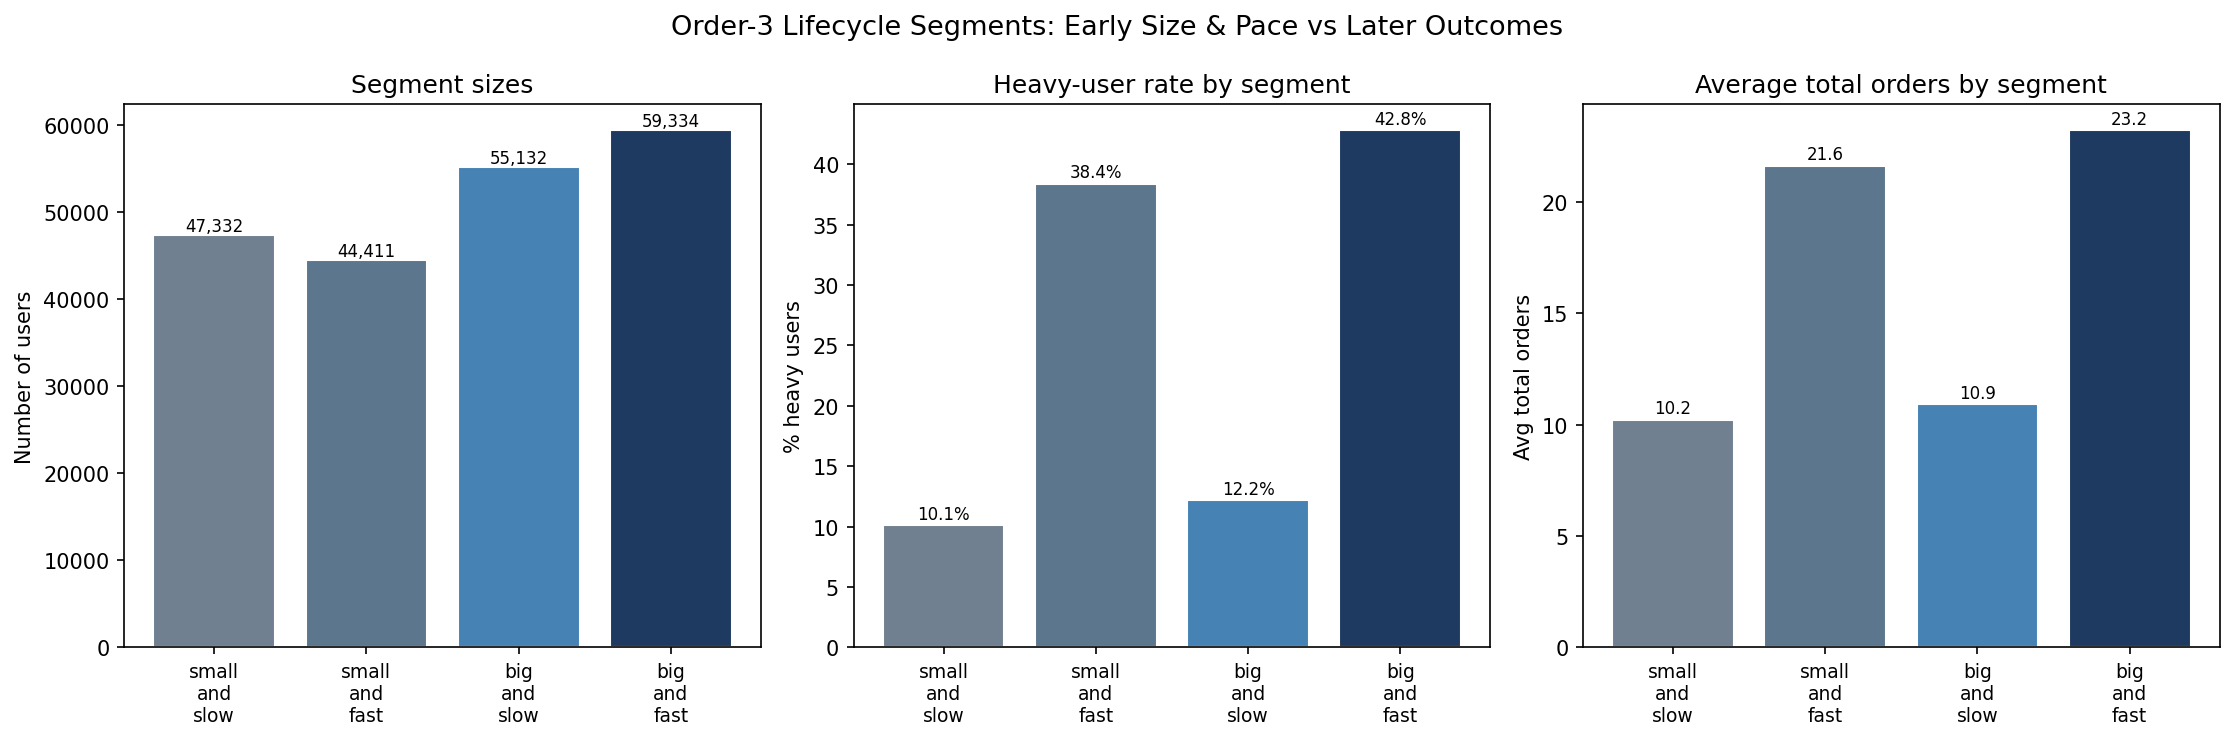 Order-3 Lifecycle Segments: Early Size & Pace vs Later Outcomes
Segment sizes
Number of users
60000
50000
40000
30000
20000
10000
0
47,332
44,411
55,132
59,334
small
and
slow
small
and
fast
big
and
slow
big
and
fast
Heavy-user rate by segment
% heavy users
40
35
30
25
20
15
10
5
0
10.1%
38.4%
12.2%
42.8%
small
and
slow
small
and
fast
big
and
slow
big
and
fast
Average total orders by segment
Avg total orders
20
15
10
5
0
10.2
21.6
10.9
23.2
small
and
slow
small
and
fast
big
and
slow
big
and
fast